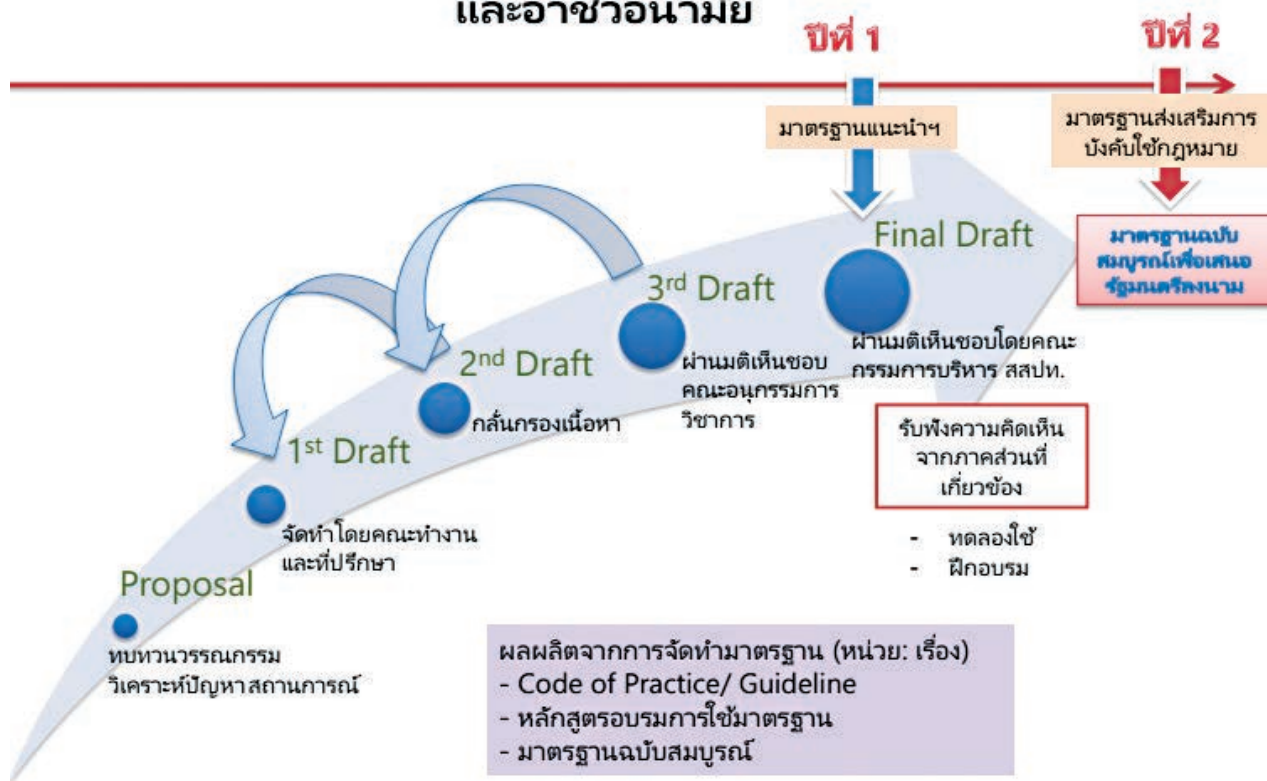 และอาชีวอนามัย
ปีที่ 1
ปีที่ 2
มาตรฐานแนะนำฯ
มาตรฐานส่งเสริมการ
บังคับใช้กฎหมาย
มาตรฐานฉบับ
สมบูรณ์เพื่อเสนอ
รัฐมนตรีลงนาม
Final Draft
ผ่านมติเห็นชอบโดยคณะ
กรรมการบริหาร สสปท.
รับฟังความคิดเห็น
จากภาคส่วนที่
เกี่ยวข้อง
- ทดลองใช้
- ฝึกอบรม
3rd Draft
ผ่านมติเห็นชอบ
คณะอนุกรรมการ
วิชาการ
2nd Draft
กลั่นกรองเนื้อหา
1st Draft
จัดทำโดยคณะทำงาน
และที่ปรึกษา
Proposal
ทบทวนวรรณกรรม
วิเคราะห์ปัญหา สถานการณ์
ผลผลิตจากการจัดทำมาตรฐาน (หน่วย: เรื่อง)
- Code of Practice/ Guideline
- หลักสูตรอบรมการใช้มาตรฐาน
- มาตรฐานฉบับสมบูรณ์